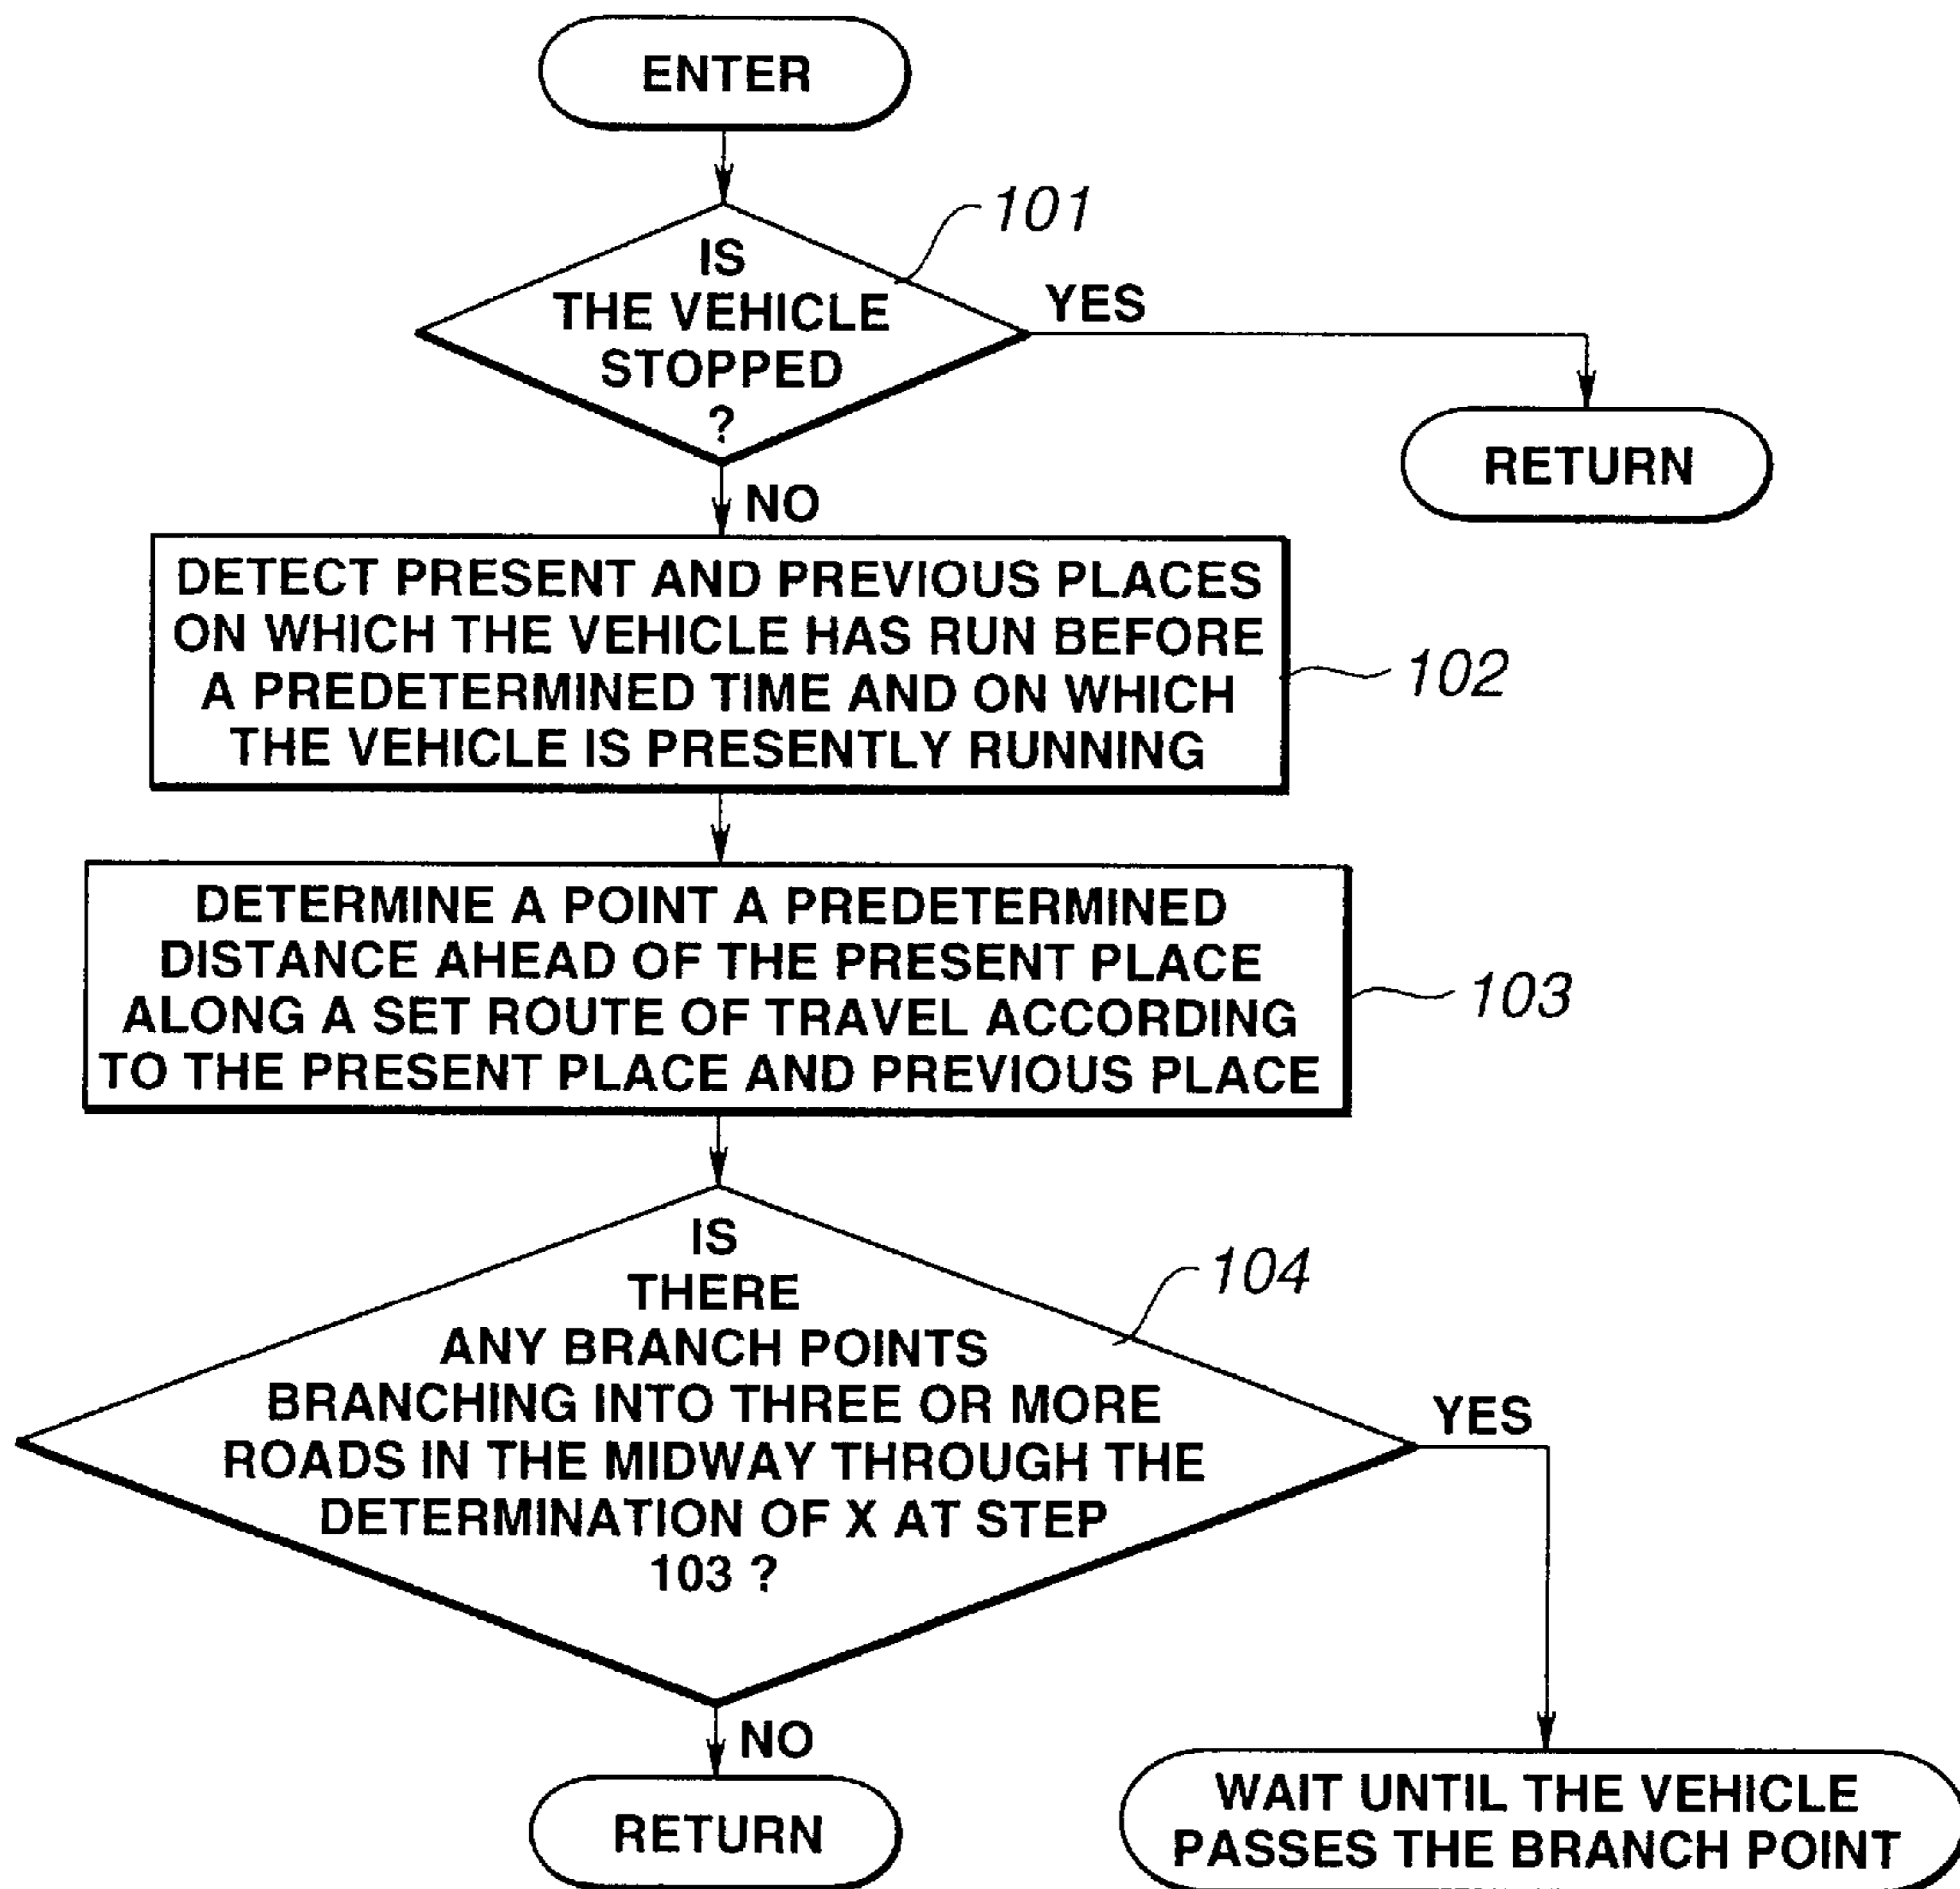 ENTER
101
IS
THE VEHICLE
STOPPED
?
YES
RETURN
NO
DETECT PRESENT AND PREVIOUS PLACES
ON WHICH THE VEHICLE HAS RUN BEFORE
A PREDETERMINED TIME AND ON WHICH
THE VEHICLE IS PRESENTLY RUNNING
102
DETERMINE A POINT A PREDETERMINED
DISTANCE AHEAD OF THE PRESENT PLACE
ALONG A SET ROUTE OF TRAVEL ACCORDING
TO THE PRESENT PLACE AND PREVIOUS PLACE
103
IS
THERE
ANY BRANCH POINTS
BRANCHING INTO THREE OR MORE
ROADS IN THE MIDWAY THROUGH THE
DETERMINATION OF X AT STEP
103 ?
104
YES
NO
RETURN
WAIT UNTIL THE VEHICLE
PASSES THE BRANCH POINT